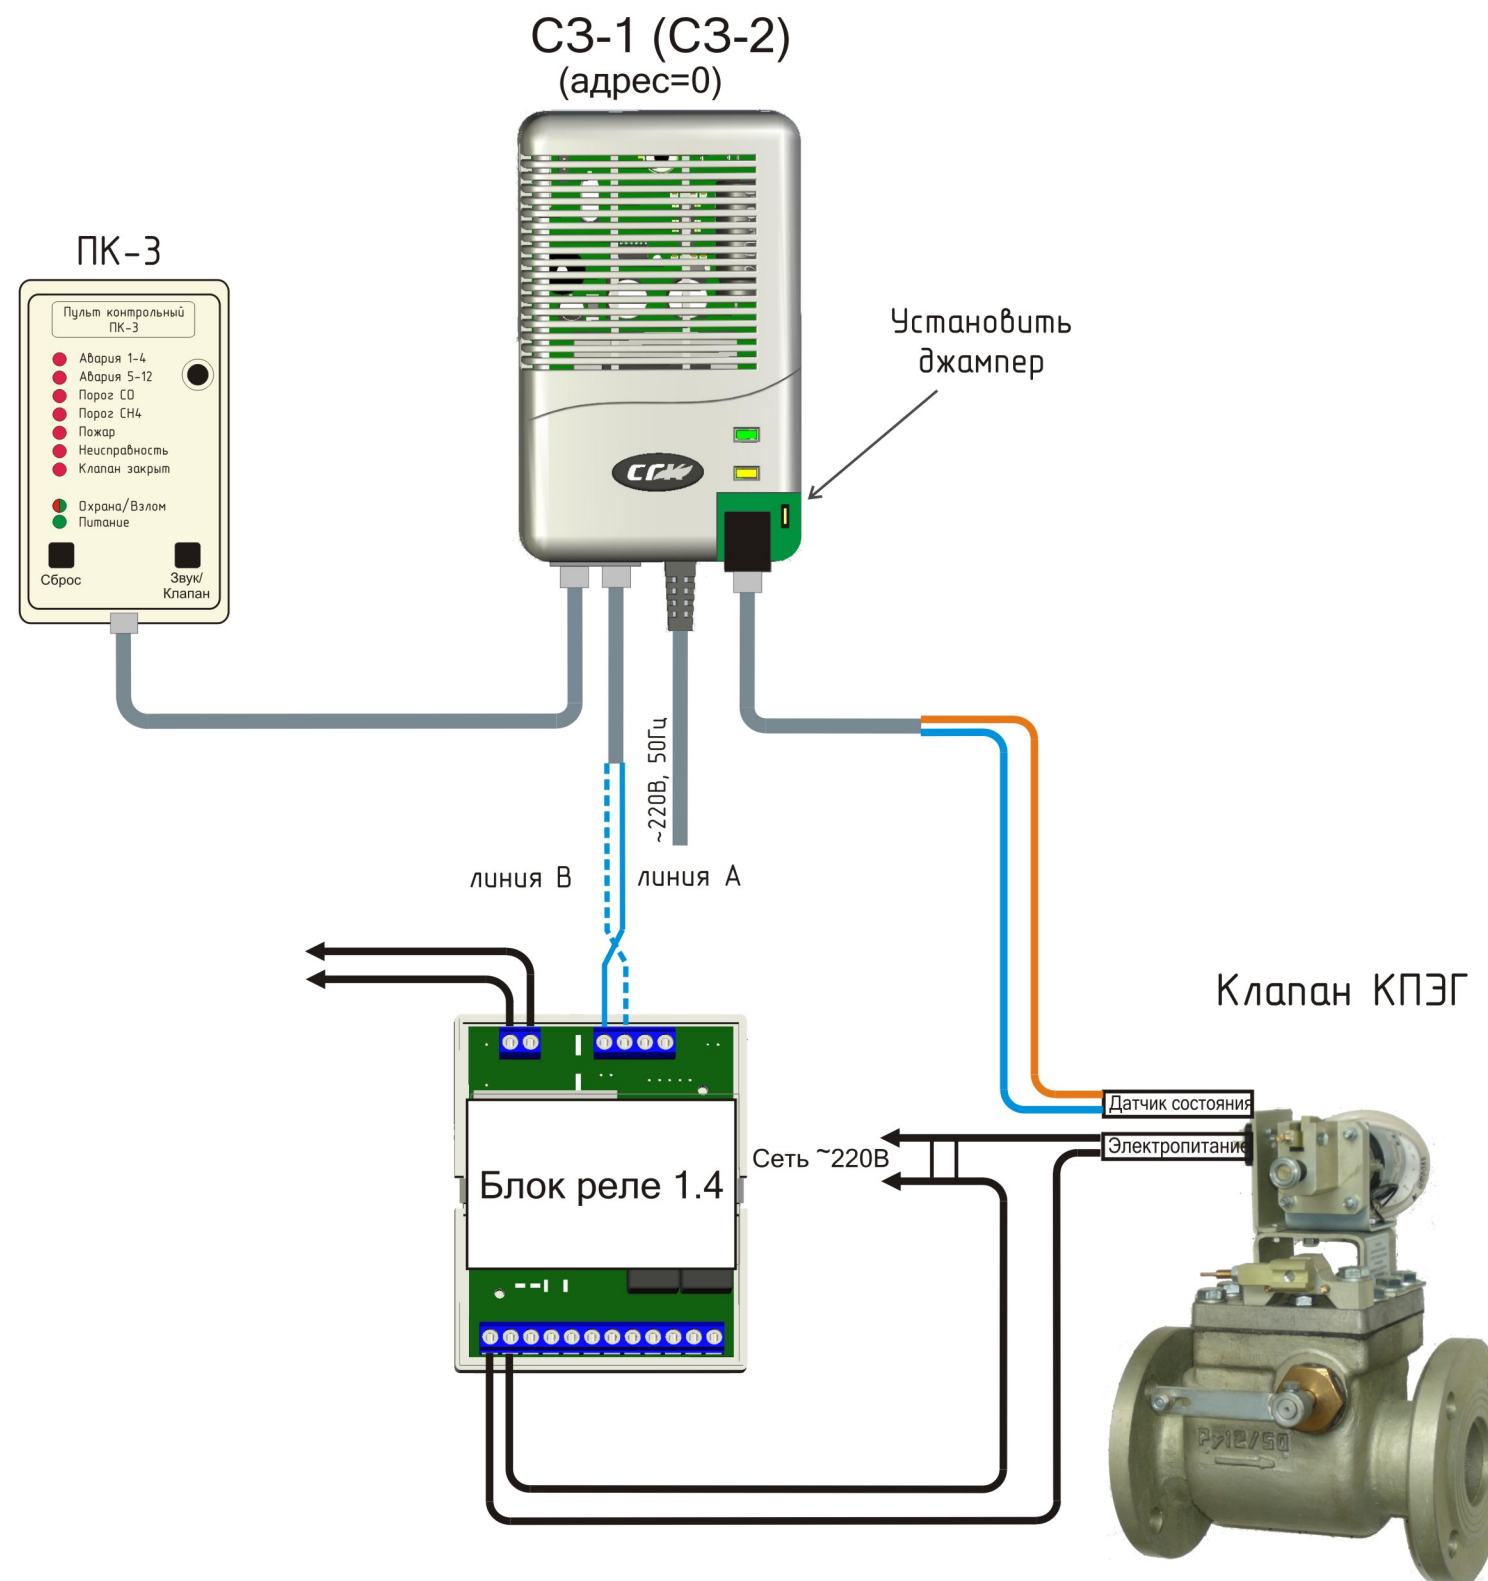 СЗ-1 (СЗ-2)
(адрес=0)
ПК-3
Пульт контрольный
ПК-3
Авария 1-4
Авария 5-12
Порог СО
Порог СН4
Пожар
Неисправность
Клапан закрыт
Охрана/Взлом
Питание
Сброс
Звук/
Клапан
СГК
Установить
джампер
~220В, 50Гц
линия В
линия А
Клапан КПЭГ
Датчик состояния
Электропитание
Сеть ~220В
Блок реле 1.4